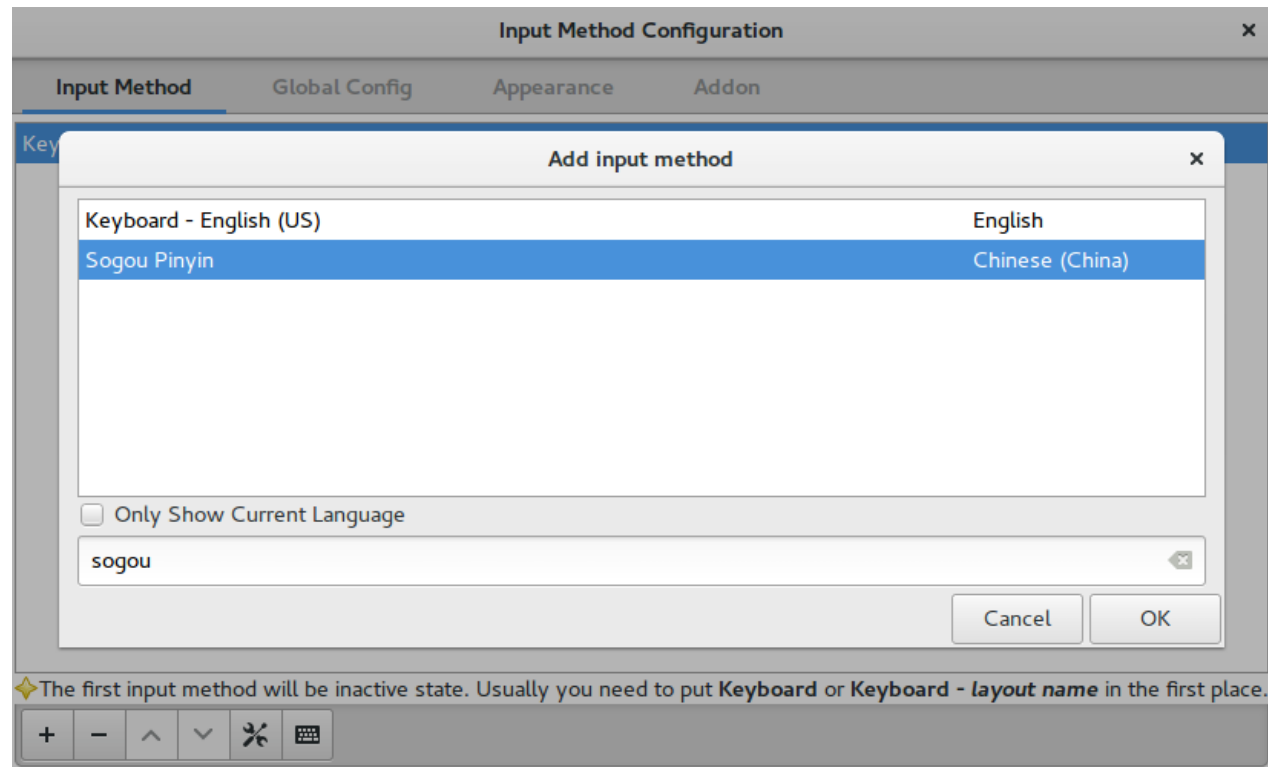 Input Method Configuration
Input Method Global Config Appearance Addon
Key
Add input method
Keyboard - English (US) English
Sogou Pinyin Chinese (China)
Only Show Current Language
sogou
Cancel OK
The first input method will be inactive state. Usually you need to put Keyboard or Keyboard - layout name in the first place.